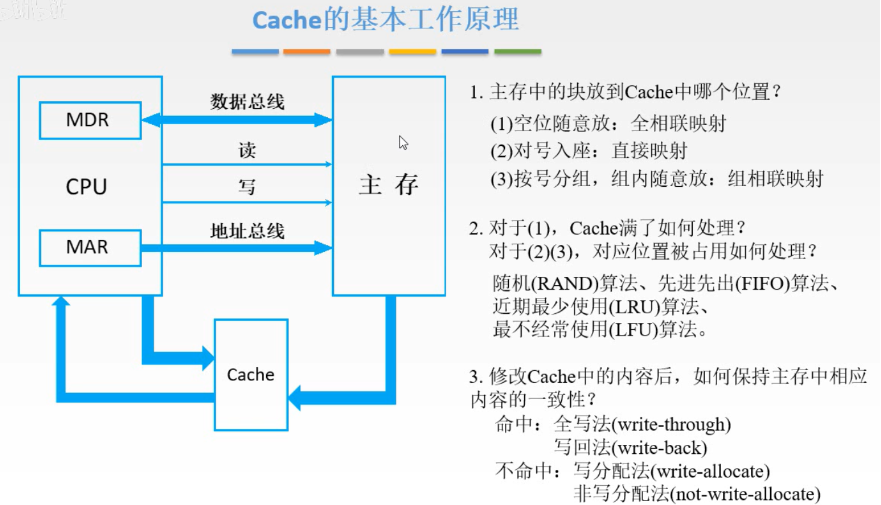 Cache的基本工作原理
MDR
CPU
MAR
数据总线
读
写
地址总线
主 存
Cache
1. 主存中的块放到Cache中哪个位置？
(1)空位随意放：全相联映射
(2)对号入座：直接映射
(3)按号分组，组内随意放：组相联映射
2. 对于(1)，Cache满了如何处理？
对于(2)(3)，对应位置被占用如何处理？
随机(RAND)算法、先进先出(FIFO)算法、
近期最少使用(LRU)算法、
最不经常使用(LFU)算法。
3. 修改Cache中的内容后，如何保持主存中相应
内容的一致性？
命中：全写法(write-through)
写回法(write-back)
不命中：写分配法(write-allocate)
非写分配法(not-write-allocate)